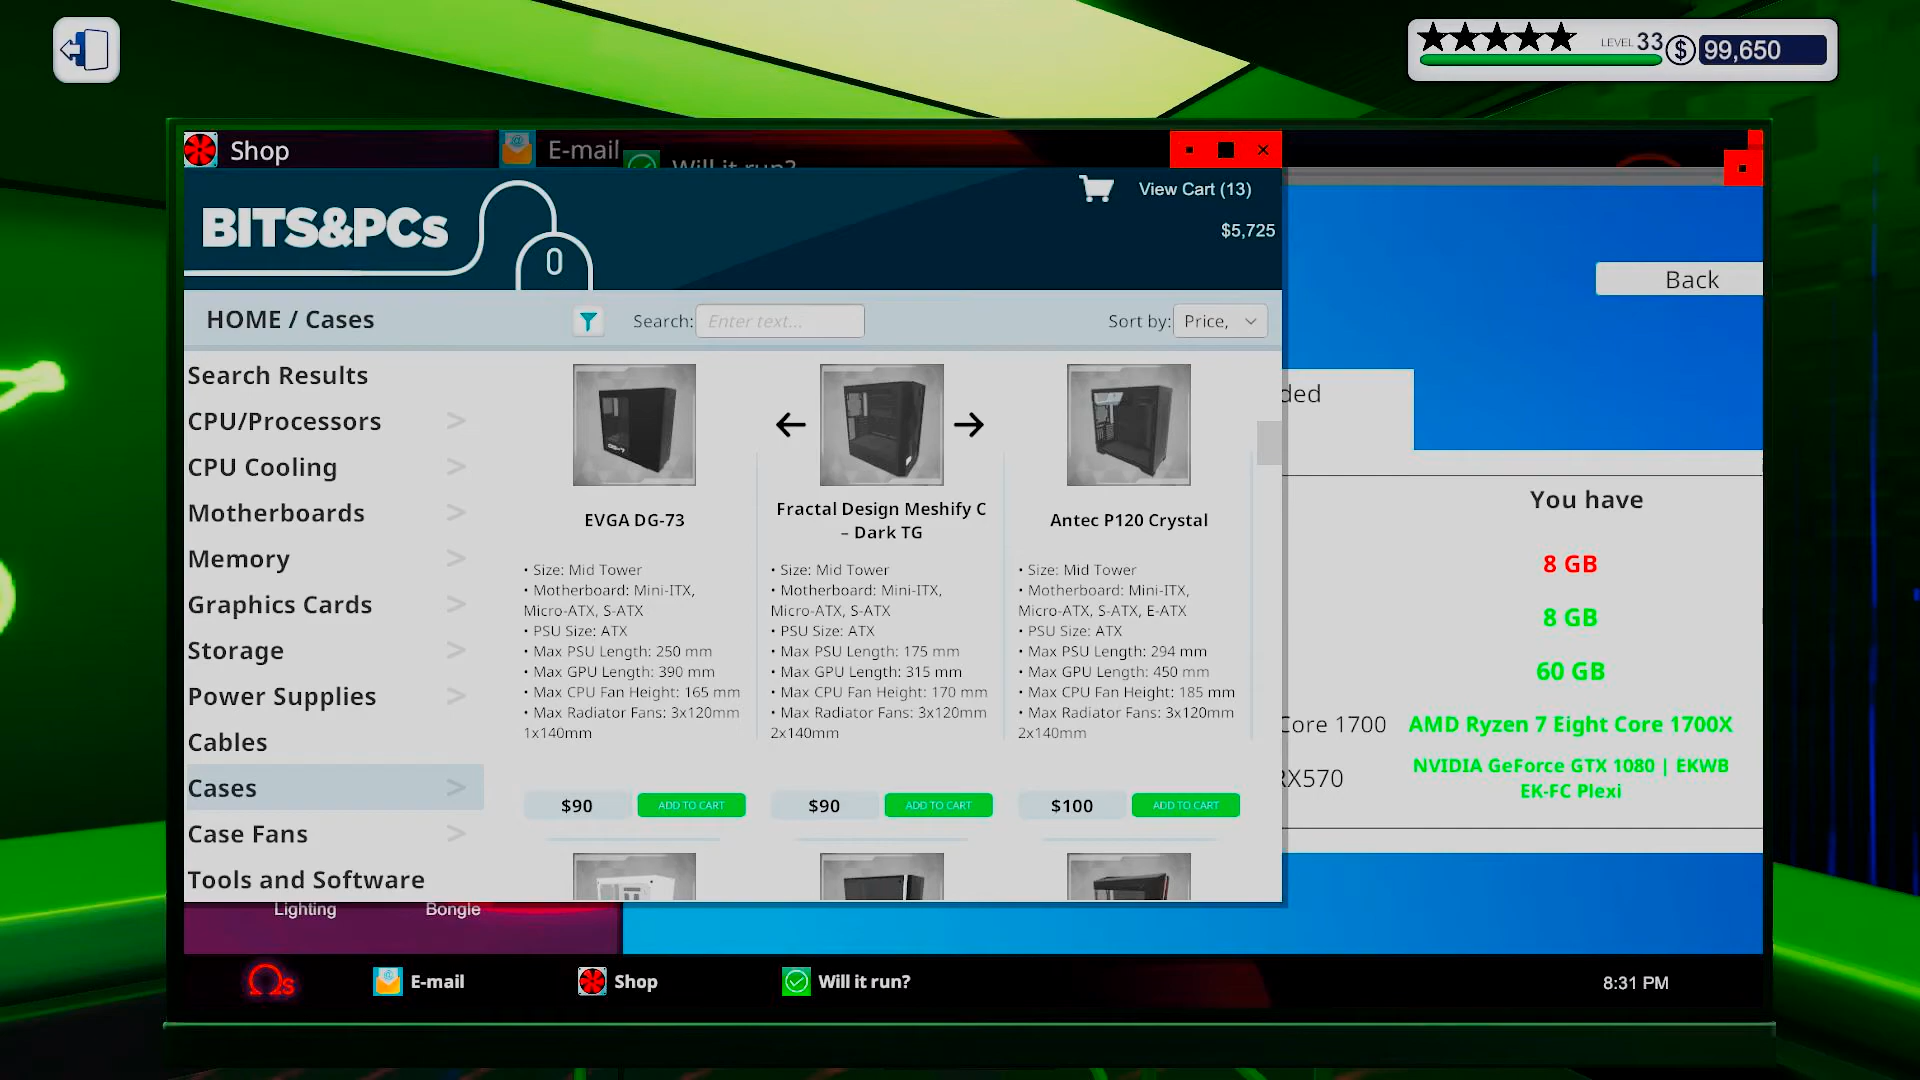 LEVEL 33
$ 99,650
Shop
E-mail
Will it run?
View Cart (13)
$5,725
BITS&PCs
HOME / Cases
Search:
Enter text...
Sort by:
Price,
Back
Search Results
CPU/Processors >
CPU Cooling >
Motherboards >
Memory >
Graphics Cards >
Storage >
Power Supplies >
Cables
Cases >
Case Fans >
Tools and Software
EVGA DG-73
• Size: Mid Tower
• Motherboard: Mini-ITX,
Micro-ATX, S-ATX
• PSU Size: ATX
• Max PSU Length: 250 mm
• Max GPU Length: 390 mm
• Max CPU Fan Height: 165 mm
• Max Radiator Fans: 3x120mm
1x140mm
$90
ADD TO CART
Fractal Design Meshify C
– Dark TG
• Size: Mid Tower
• Motherboard: Mini-ITX,
Micro-ATX, S-ATX
• PSU Size: ATX
• Max PSU Length: 175 mm
• Max GPU Length: 315 mm
• Max CPU Fan Height: 170 mm
• Max Radiator Fans: 3x120mm
2x140mm
$90
ADD TO CART
Antec P120 Crystal
• Size: Mid Tower
• Motherboard: Mini-ITX,
Micro-ATX, S-ATX, E-ATX
• PSU Size: ATX
• Max PSU Length: 294 mm
• Max GPU Length: 450 mm
• Max CPU Fan Height: 185 mm
• Max Radiator Fans: 3x120mm
2x140mm
$100
ADD TO CART
ded
You have
8 GB
8 GB
60 GB
Core 1700
AMD Ryzen 7 Eight Core 1700X
RX570
NVIDIA GeForce GTX 1080 | EKWB
EK-FC Plexi
Lighting
Bongle
Ωs
E-mail
Shop
Will it run?
8:31 PM